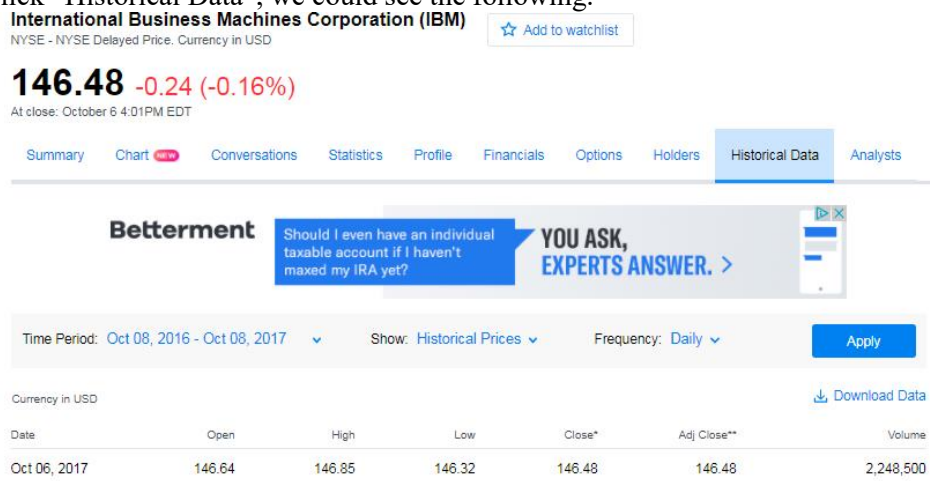 ick "Historical Data", we could see the following:
International Business Machines Corporation (IBM)
Add to watchlist
NYSE - NYSE Delayed Price. Currency in USD
146.48 -0.24 (-0.16%)
At close: October 6 4:01PM EDT
Summary Chart NEW Conversations Statistics Profile Financials Options Holders Historical Data Analysts
Betterment
Should I even have an individual
taxable account if I haven't
maxed my IRA yet?
YOU ASK,
EXPERTS ANSWER. >
Time Period: Oct 08, 2016 - Oct 08, 2017 Show: Historical Prices Frequency: Daily Apply
Currency in USD Download Data
Date Open High Low Close* Adj Close** Volume
Oct 06, 2017 146.64 146.85 146.32 146.48 146.48 2,248,500